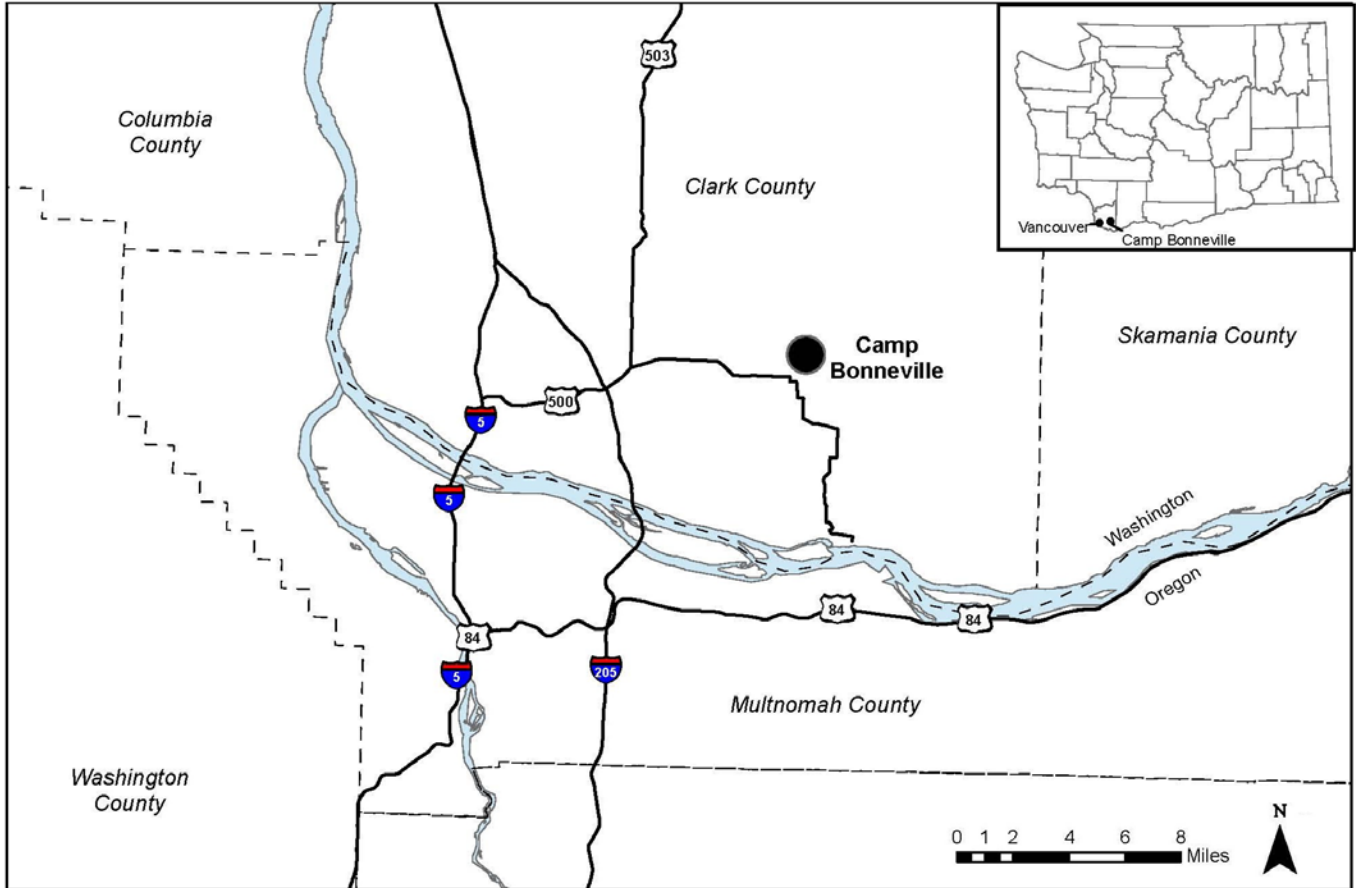 503
Columbia
County
Clark County
Vancouver
Camp Bonneville
Skamania County
Camp
Bonneville
500
5
5
Washington
Oregon
84
84
84
5
205
Multnomah County
Washington
County
N
0 1 2 4 6 8
Miles